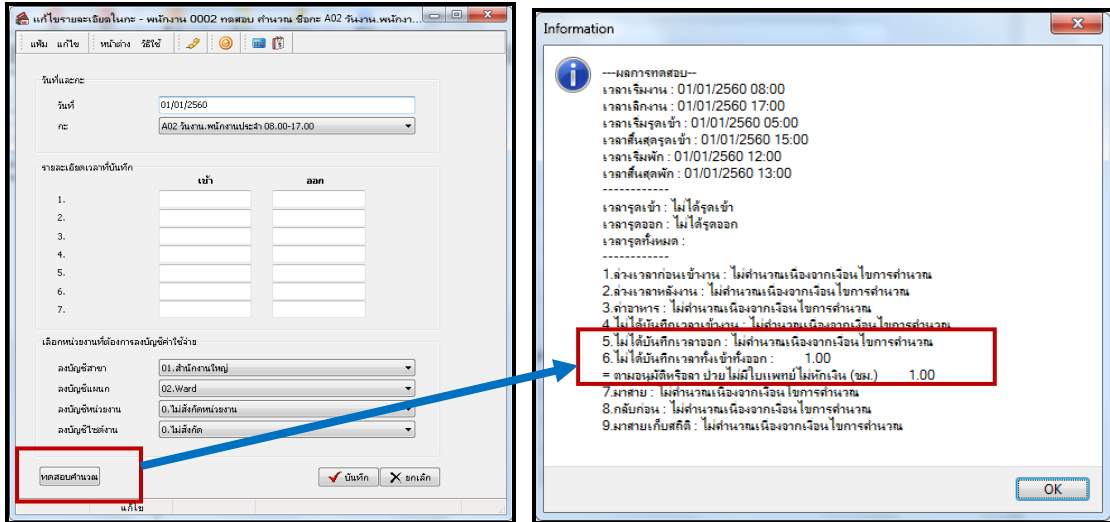 แก้ไขรายละเอียดในกะ - พนักงาน 0002 ทดสอบ คำนวณ ชื่อกะ A02 วันงาน.พนักงา...
แฟ้ม แก้ไข หน้าต่าง วิธีใช้
วันที่และกะ
วันที่ 01/01/2560
กะ A02 วันงาน.พนักงานประจำ 08.00-17.00
รายละเอียดเวลาที่บันทึก
เข้า ออก
1.
2.
3.
4.
5.
6.
7.
เลือกหน่วยงานที่ต้องการลงบัญชีค่าใช้จ่าย
ลงบัญชีสาขา 01.สำนักงานใหญ่
ลงบัญชีแผนก 02.Ward
ลงบัญชีหน่วยงาน 0.ไม่สังกัดหน่วยงาน
ลงบัญชีไซต์งาน 0.ไม่สังกัด
ทดสอบคำนวณ บันทึก ยกเลิก
แก้ไข
Information
---ผลการทดสอบ--
เวลาเริ่มงาน : 01/01/2560 08:00
เวลาเลิกงาน : 01/01/2560 17:00
เวลาเริ่มรูดเข้า : 01/01/2560 05:00
เวลาสิ้นสุดรูดเข้า : 01/01/2560 15:00
เวลาเริ่มพัก : 01/01/2560 12:00
เวลาสิ้นสุดพัก : 01/01/2560 13:00
------------
เวลารูดเข้า : ไม่ได้รูดเข้า
เวลารูดออก : ไม่ได้รูดออก
เวลารูดทั้งหมด :
------------
1.ล่วงเวลาก่อนเข้างาน : ไม่คำนวณเนื่องจากเงื่อนไขการคำนวณ
2.ล่วงเวลาหลังงาน : ไม่คำนวณเนื่องจากเงื่อนไขการคำนวณ
3.ค่าอาหาร : ไม่คำนวณเนื่องจากเงื่อนไขการคำนวณ
4.ไม่ได้บันทึกเวลาเข้างาน : ไม่คำนวณเนื่องจากเงื่อนไขการคำนวณ
5.ไม่ได้บันทึกเวลาออก : ไม่คำนวณเนื่องจากเงื่อนไขการคำนวณ
6.ไม่ได้บันทึกเวลาทั้งเข้าทั้งออก : 1.00
= ตามอนุมัติหรือลา ป่วยไม่มีใบแพทย์ไม่หักเงิน (ชม.) 1.00
7.มาสาย : ไม่คำนวณเนื่องจากเงื่อนไขการคำนวณ
8.กลับก่อน : ไม่คำนวณเนื่องจากเงื่อนไขการคำนวณ
9.มาสายเก็บสถิติ : ไม่คำนวณเนื่องจากเงื่อนไขการคำนวณ
OK